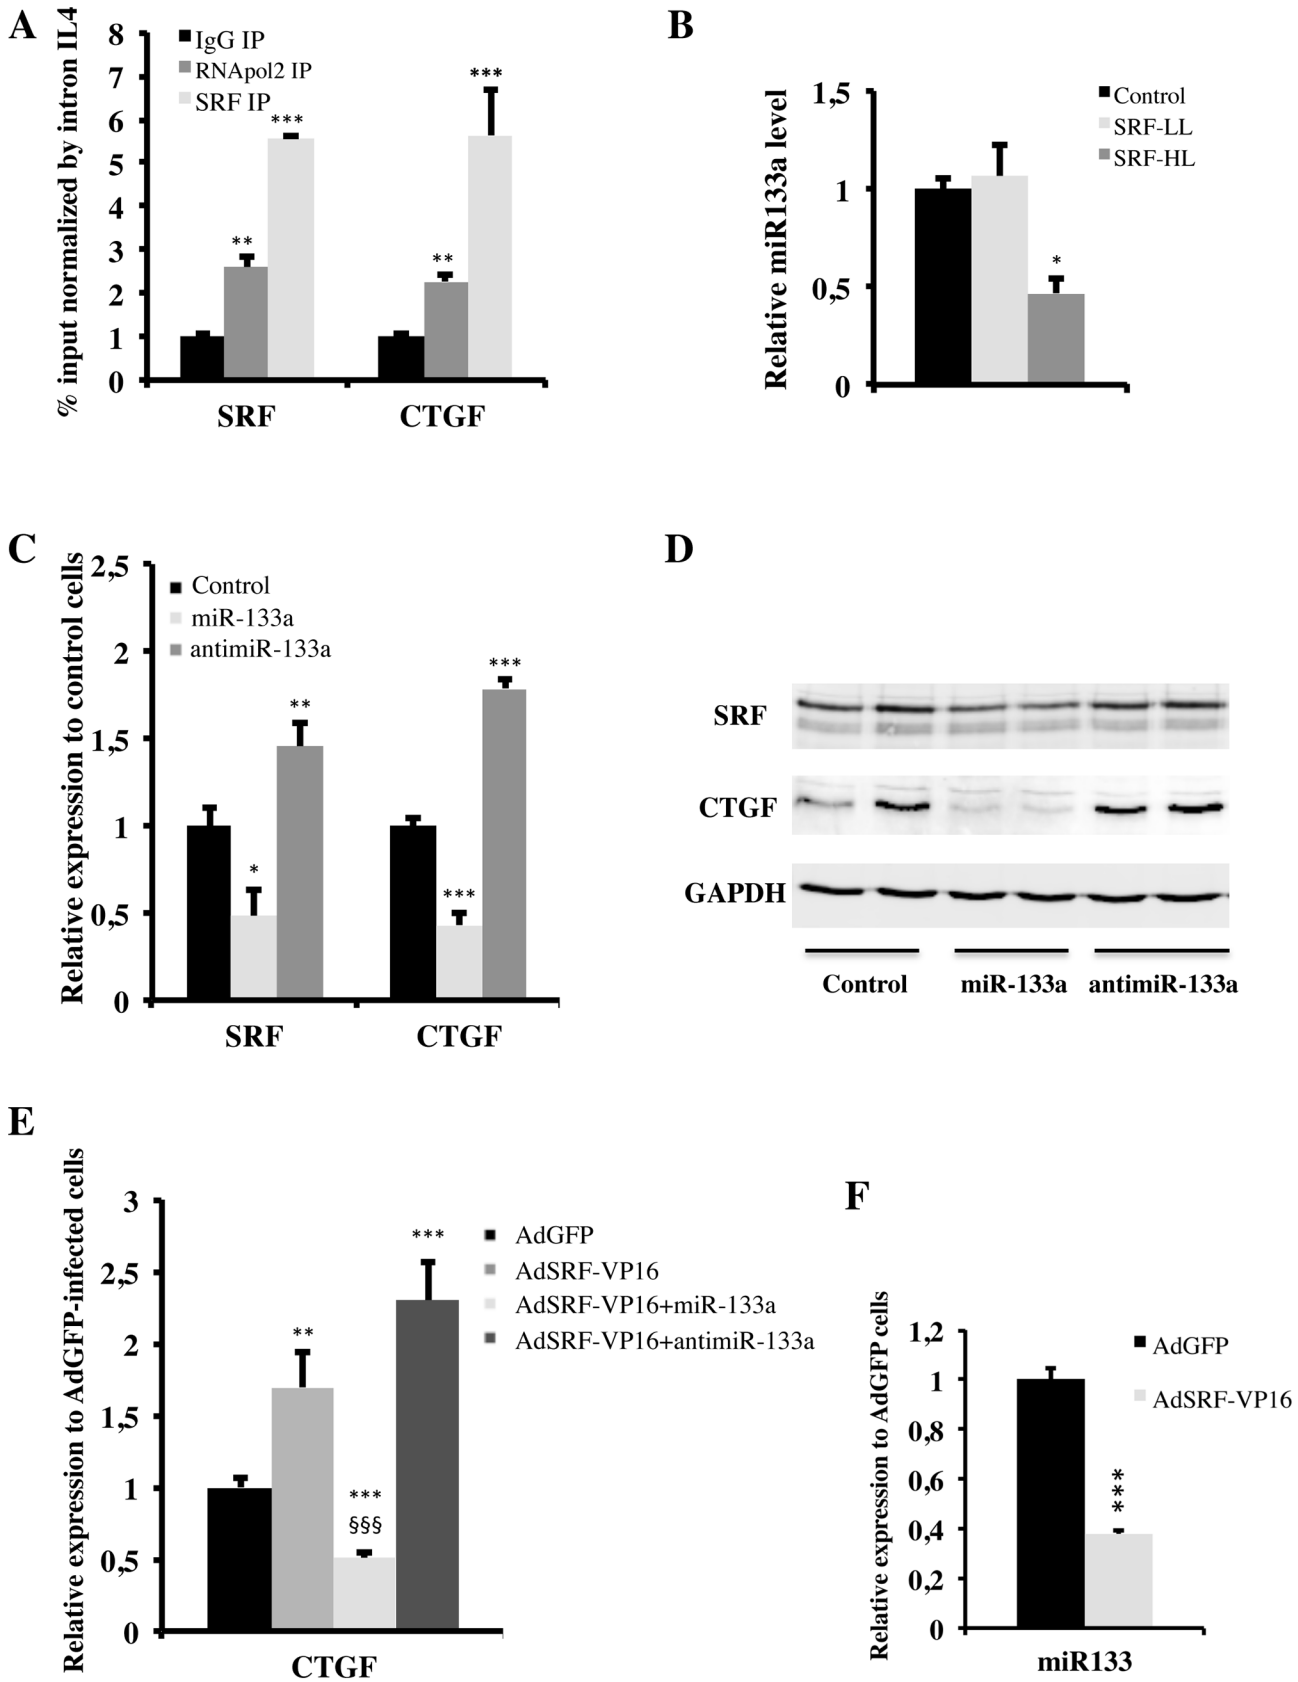 A
% input normalized by intron IL4
8
7
6
5
4
3
2
1
0
IgG IP
RNApol2 IP
SRF IP
**
***
**
***
SRF
CTGF
B
Relative miR133a level
1,5
1
0,5
0
Control
SRF-LL
SRF-HL
*
C
Relative expression to control cells
2,5
2
1,5
1
0,5
0
Control
miR-133a
antimiR-133a
*
**
***
***
SRF
CTGF
D
SRF
CTGF
GAPDH
Control
miR-133a
antimiR-133a
E
Relative expression to AdGFP-infected cells
3
2,5
2
1,5
1
0,5
0
**
***
§§§
***
AdGFP
AdSRF-VP16
AdSRF-VP16+miR-133a
AdSRF-VP16+antimiR-133a
CTGF
F
Relative expression to AdGFP cells
1,2
1
0,8
0,6
0,4
0,2
0
AdGFP
AdSRF-VP16
***
miR133